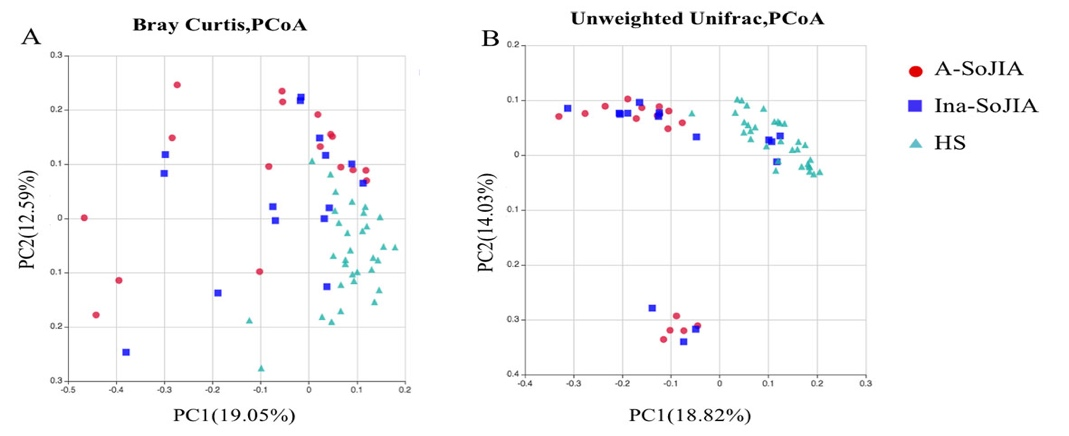 A
Bray Curtis,PCoA
0.3
0.2
0.1
0
0.1
0.2
0.3
-0.5
-0.4
-0.3
-0.2
-0.1
0
0.1
0.2
PC2(12.59%)
PC1(19.05%)
B
Unweighted Unifrac,PCoA
0.2
0.1
0
0.1
0.2
0.3
0.4
-0.4
-0.3
-0.2
-0.1
0
0.1
0.2
0.3
PC2(14.03%)
PC1(18.82%)
A-SoJIA
Ina-SoJIA
HS